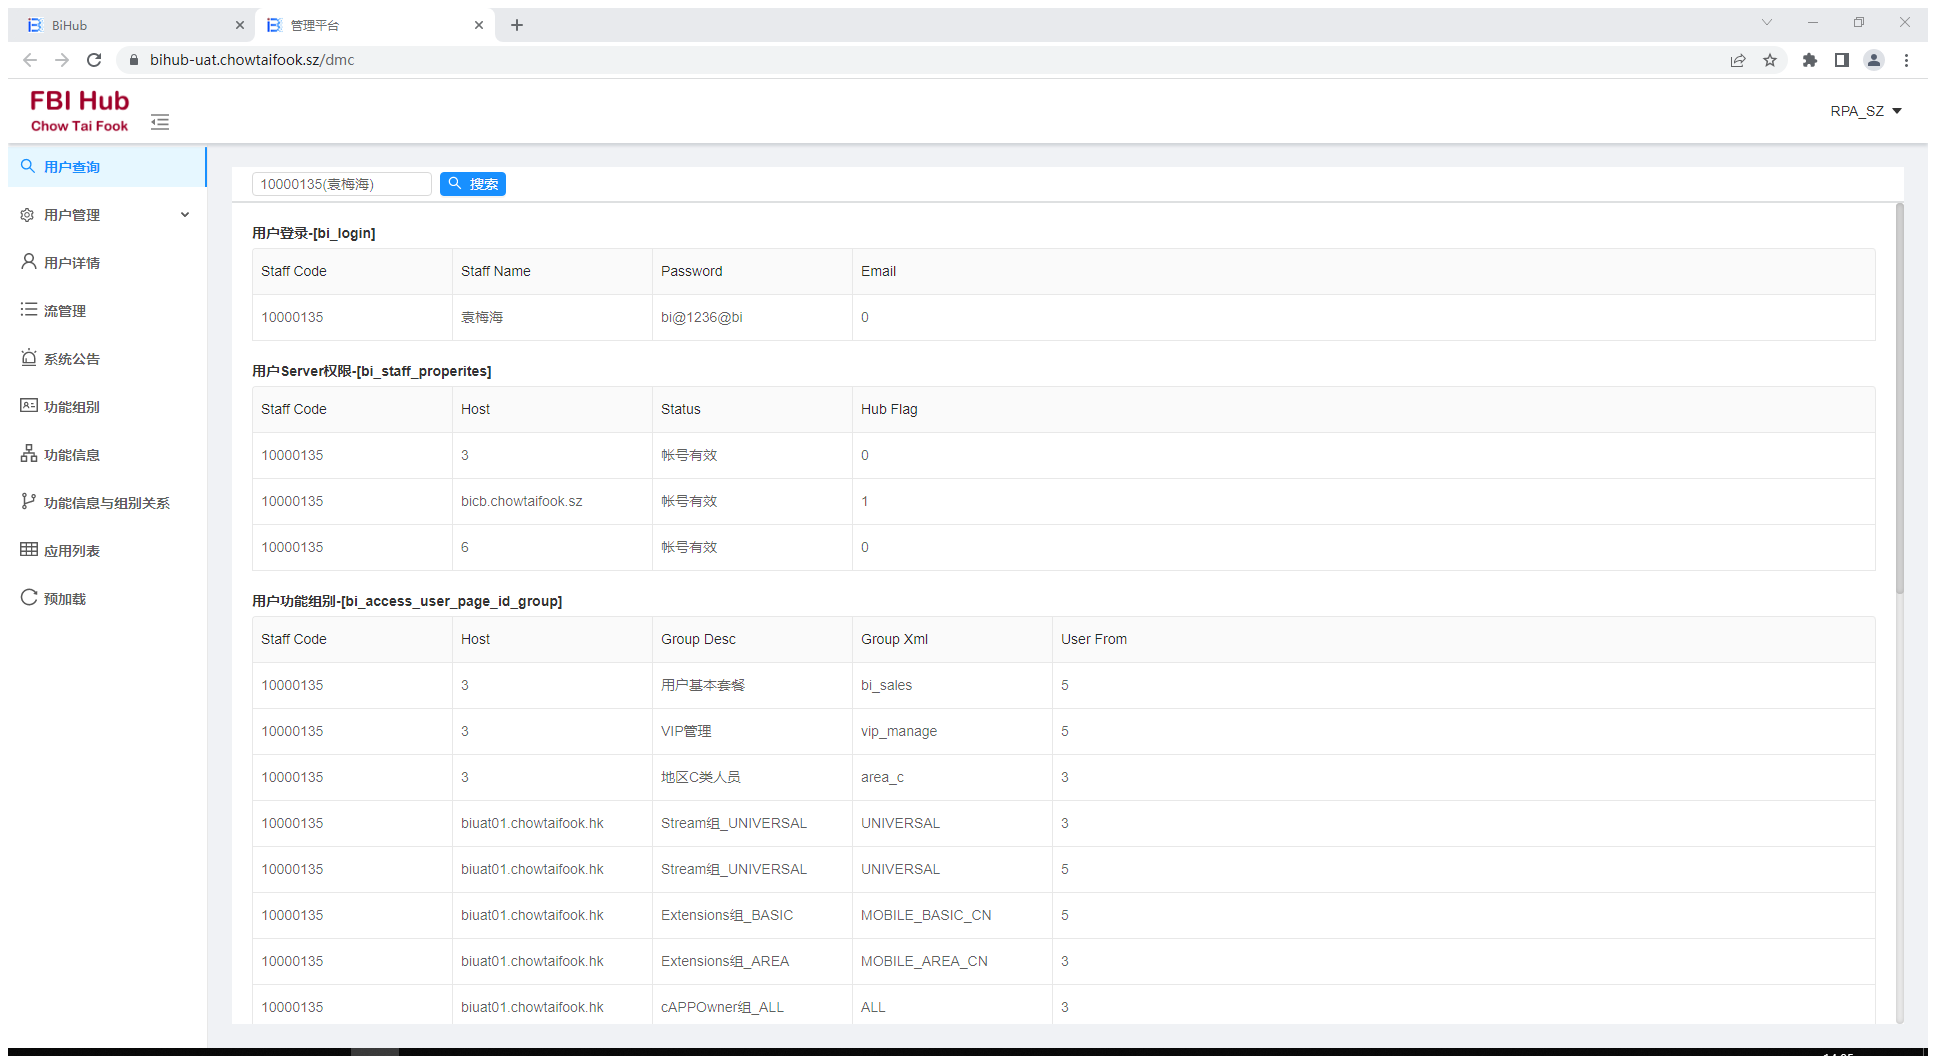 BiHub
管理平台
bihub-uat.chowtaifook.sz/dmc
FBI Hub
Chow Tai Fook
RPA_SZ
用户查询
用户管理
用户详情
流管理
系统公告
功能组别
功能信息
功能信息与组别关系
应用列表
预加载
10000135(袁梅海)
搜索
用户登录-[bi_login]
Staff Code Staff Name Password Email
10000135 袁梅海 bi@1236@bi 0
用户Server权限-[bi_staff_properites]
Staff Code Host Status Hub Flag
10000135 3 帐号有效 0
10000135 bicb.chowtaifook.sz 帐号有效 1
10000135 6 帐号有效 0
用户功能组别-[bi_access_user_page_id_group]
Staff Code Host Group Desc Group Xml User From
10000135 3 用户基本套餐 bi_sales 5
10000135 3 VIP管理 vip_manage 5
10000135 3 地区C类人员 area_c 3
10000135 biuat01.chowtaifook.hk Stream组_UNIVERSAL UNIVERSAL 3
10000135 biuat01.chowtaifook.hk Stream组_UNIVERSAL UNIVERSAL 5
10000135 biuat01.chowtaifook.hk Extensions组_BASIC MOBILE_BASIC_CN 5
10000135 biuat01.chowtaifook.hk Extensions组_AREA MOBILE_AREA_CN 3
10000135 biuat01.chowtaifook.hk cAPPOwner组_ALL ALL 3